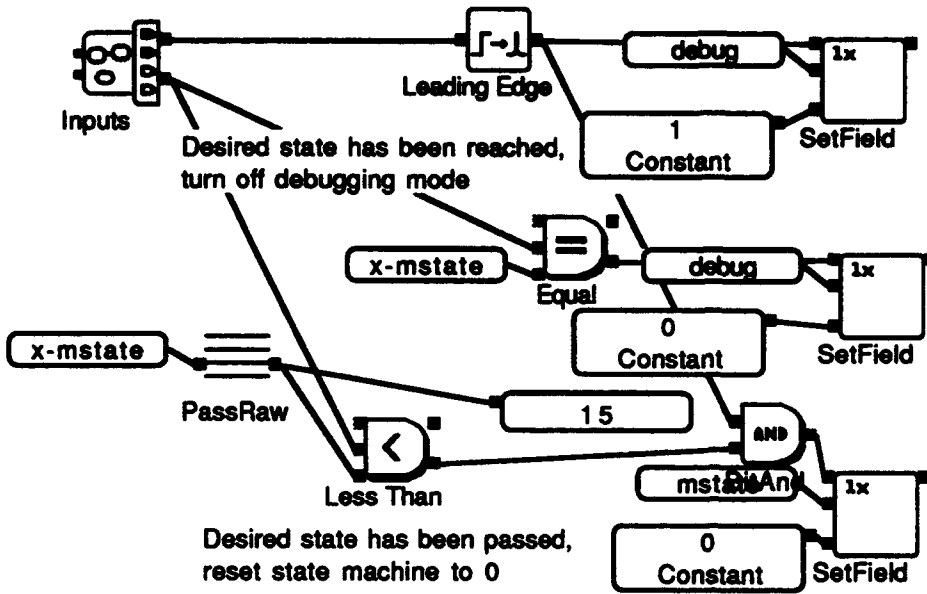 1x
debug
Leading Edge
SetField
Inputs
1
Constant
Desired state has been reached,
turn off debugging mode
=
x-mstate
debug
1x
Equal
0
Constant
SetField
x-mstate
PassRaw
15
<
AND
Less Than
mstate
BitAnd
1x
Desired state has been passed,
reset state machine to 0
0
Constant
SetField